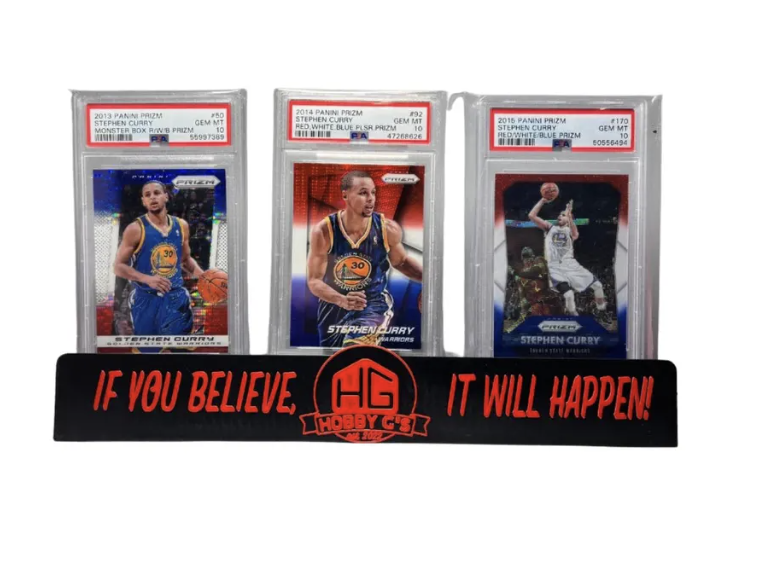 2013 PANINI PRIZM #50
STEPHEN CURRY GEM MT
MONSTER BOX R/W/B PRIZM 10
PSA 55997389
PRIZM
30
STEPHEN CURRY
GOLDEN STATE WARRIORS
2014 PANINI PRIZM #92
STEPHEN CURRY GEM MT
RED,WHITE,BLUE PLSR.PRIZM 10
PSA 47268626
PRIZM
30
WARRIORS
STEPHEN CURRY
WARRIORS
2015 PANINI PRIZM #170
STEPHEN CURRY GEM MT
RED/WHITE/BLUE PRIZM 10
PSA 50556494
PRIZM
STEPHEN CURRY
GOLDEN STATE WARRIORS
IF YOU BELIEVE, HG IT WILL HAPPEN!
HOBBY G'S